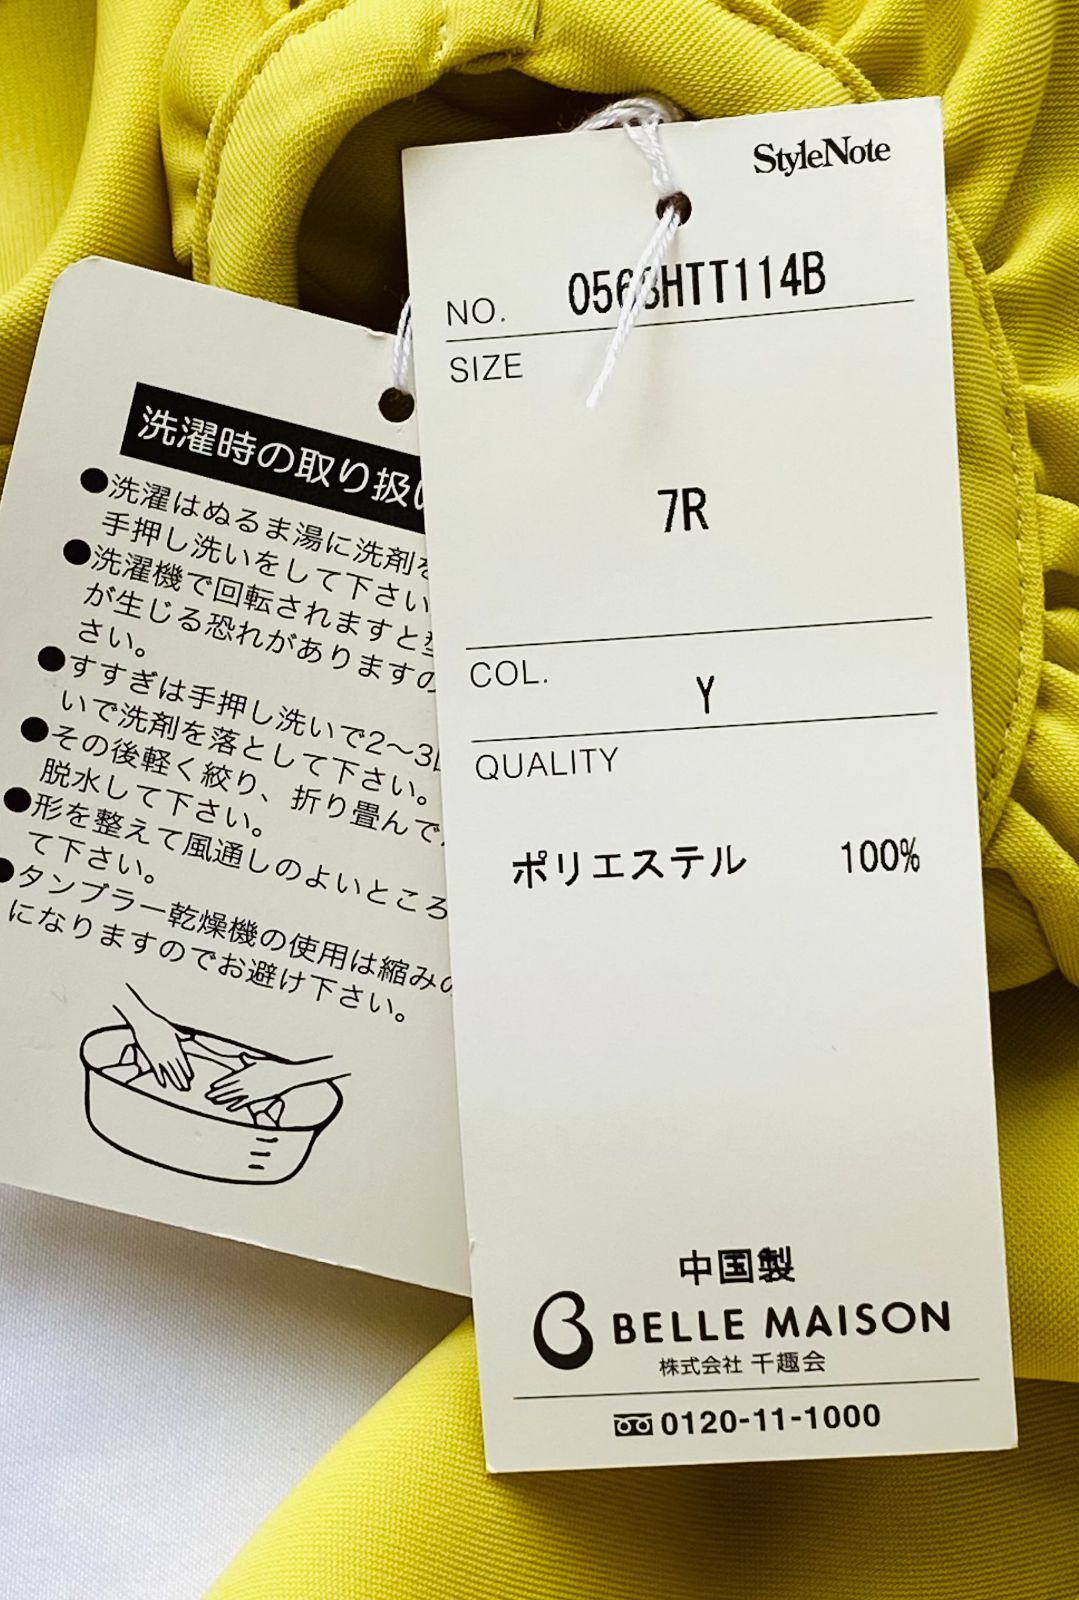 StyleNote
NO. 0568HTT114B
SIZE
7R
COL.
Y
QUALITY
ポリエステル 100%
中国製
BELLE MAISON
株式会社 千趣会
0120-11-1000
洗濯時の取り扱い
●洗濯はぬるま湯に洗剤を
手押し洗いをして下さい
●洗濯機で回転されますと型
が生じる恐れがありますの
さい。
●すすぎは手押し洗いで2〜3
いで洗剤を落として下さい。
●その後軽く絞り、折り畳んで
脱水して下さい。
●形を整えて風通しのよいところ
て下さい。
●タンブラー乾燥機の使用は縮みの
になりますのでお避け下さい。